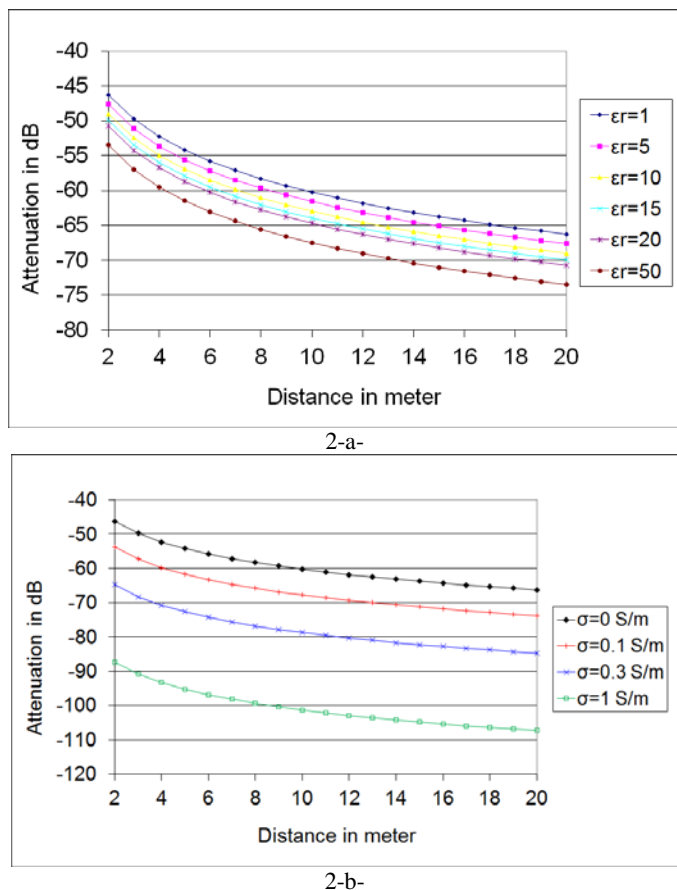 -40
-45
-50
-55
-60
-65
-70
-75
-80
Attenuation in dB
2 4 6 8 10 12 14 16 18 20
Distance in meter
εr=1
εr=5
εr=10
εr=15
εr=20
εr=50
2-a-
-40
-50
-60
-70
-80
-90
-100
-110
-120
Attenuation in dB
2 4 6 8 10 12 14 16 18 20
Distance in meter
σ=0 S/m
σ=0.1 S/m
σ=0.3 S/m
σ=1 S/m
2-b-